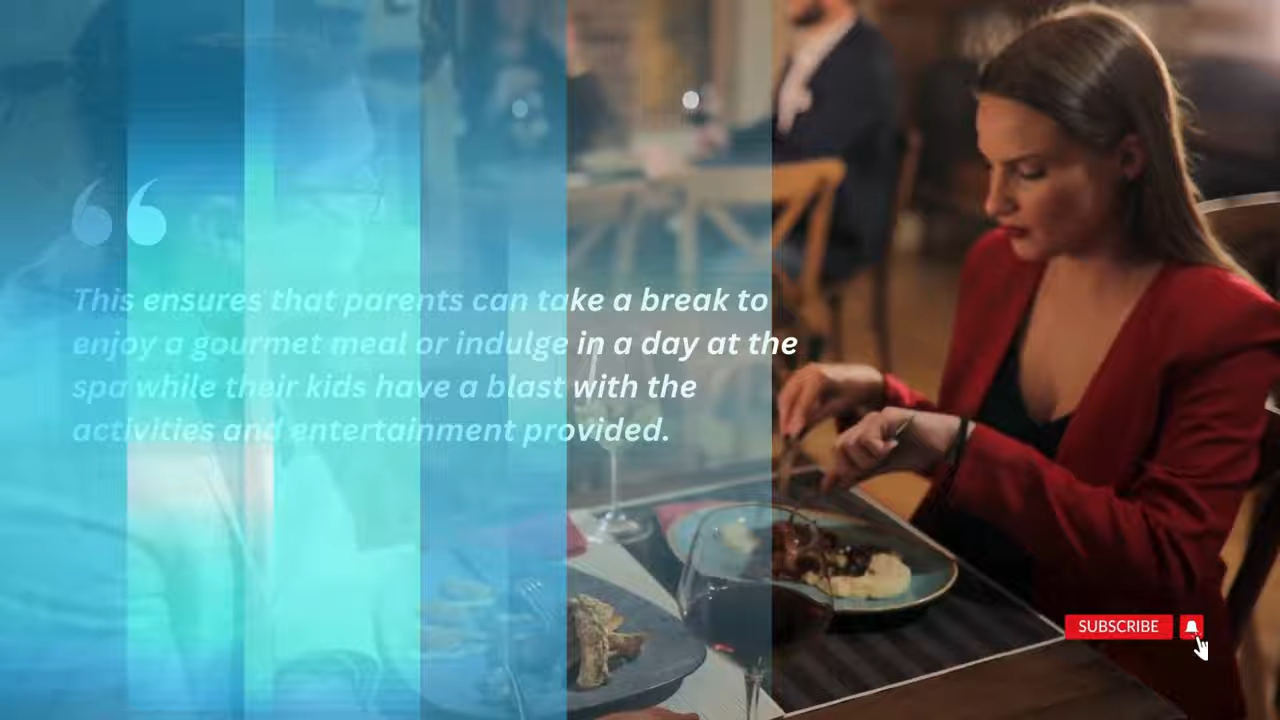 This ensures that parents can take a break to
enjoy a gourmet meal or indulge in a day at the
spa while their kids have a blast with the
activities and entertainment provided.
SUBSCRIBE